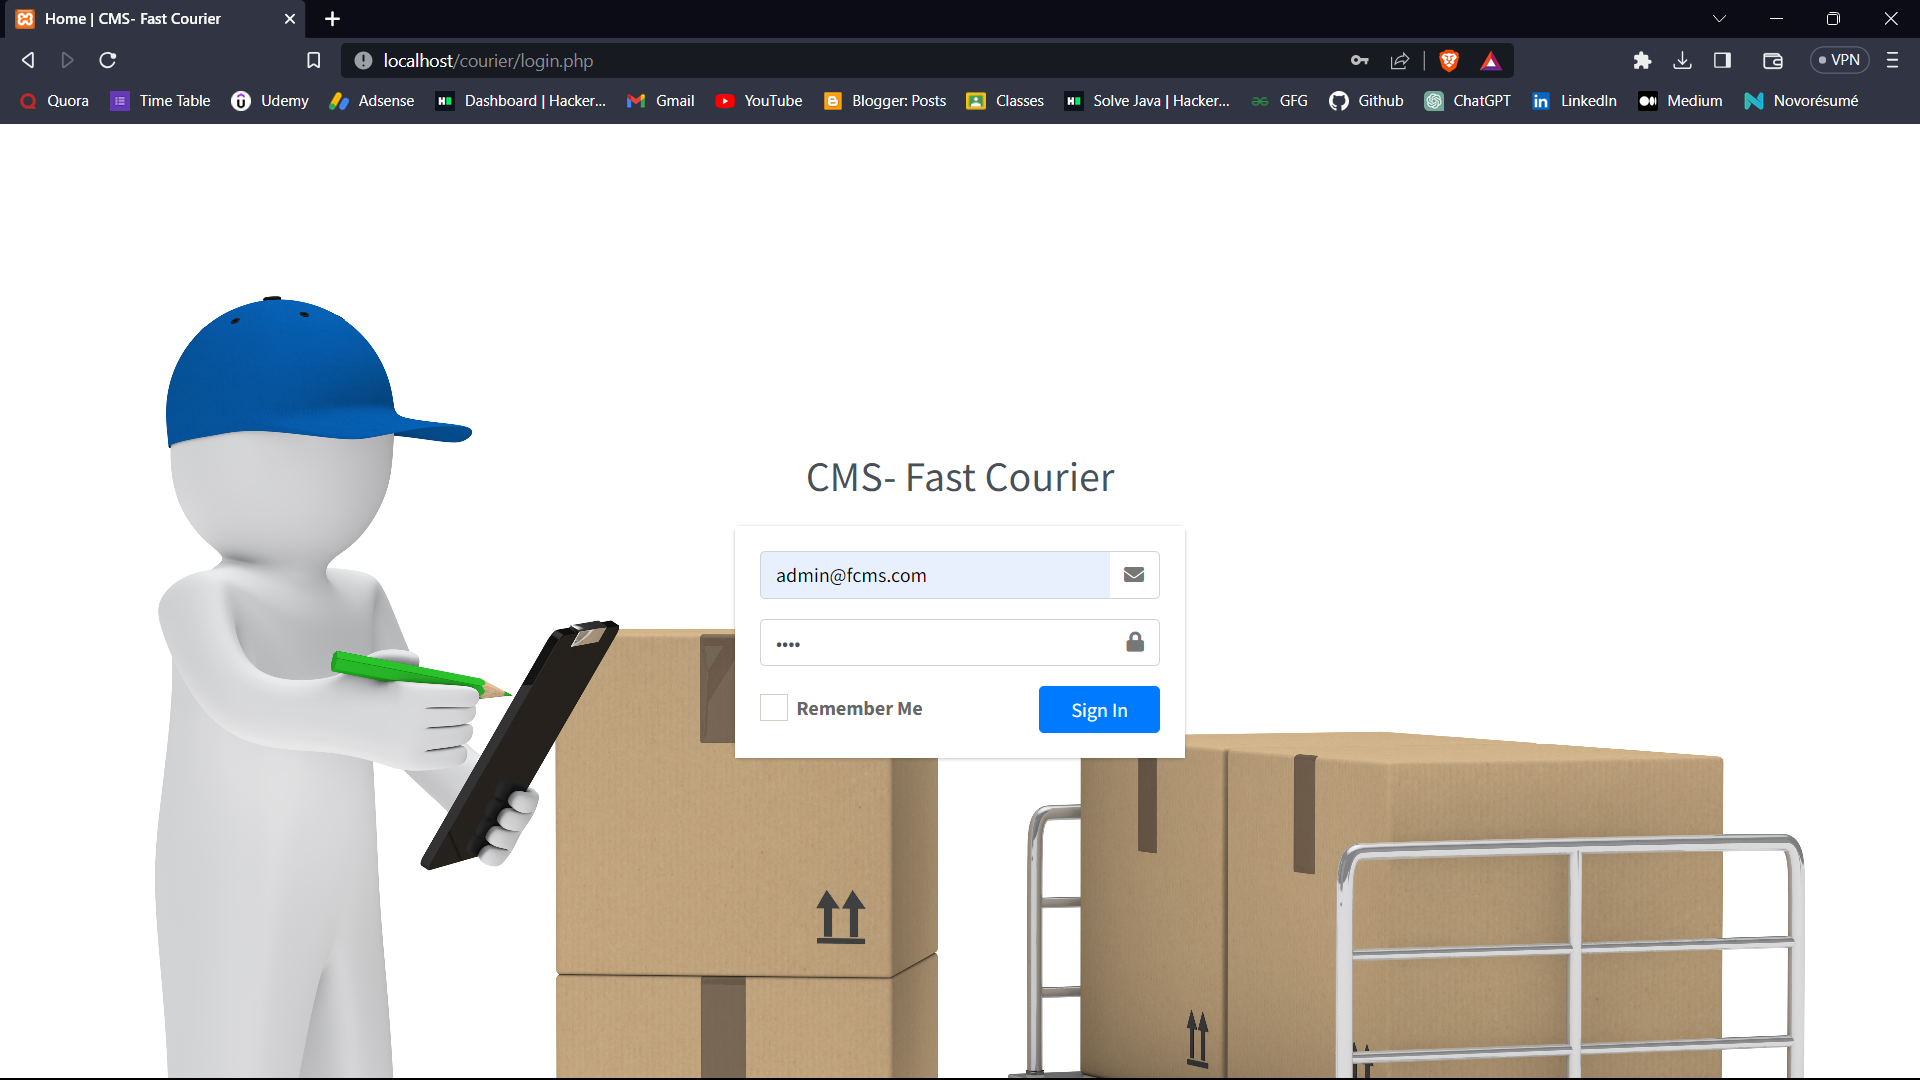 Home | CMS- Fast Courier
localhost/courier/login.php
VPN
Quora Time Table Udemy Adsense Dashboard | Hacker... Gmail YouTube Blogger: Posts Classes Solve Java | Hacker... GFG Github ChatGPT LinkedIn Medium Novorésumé
CMS- Fast Courier
admin@fcms.com
••••
Remember Me
Sign In